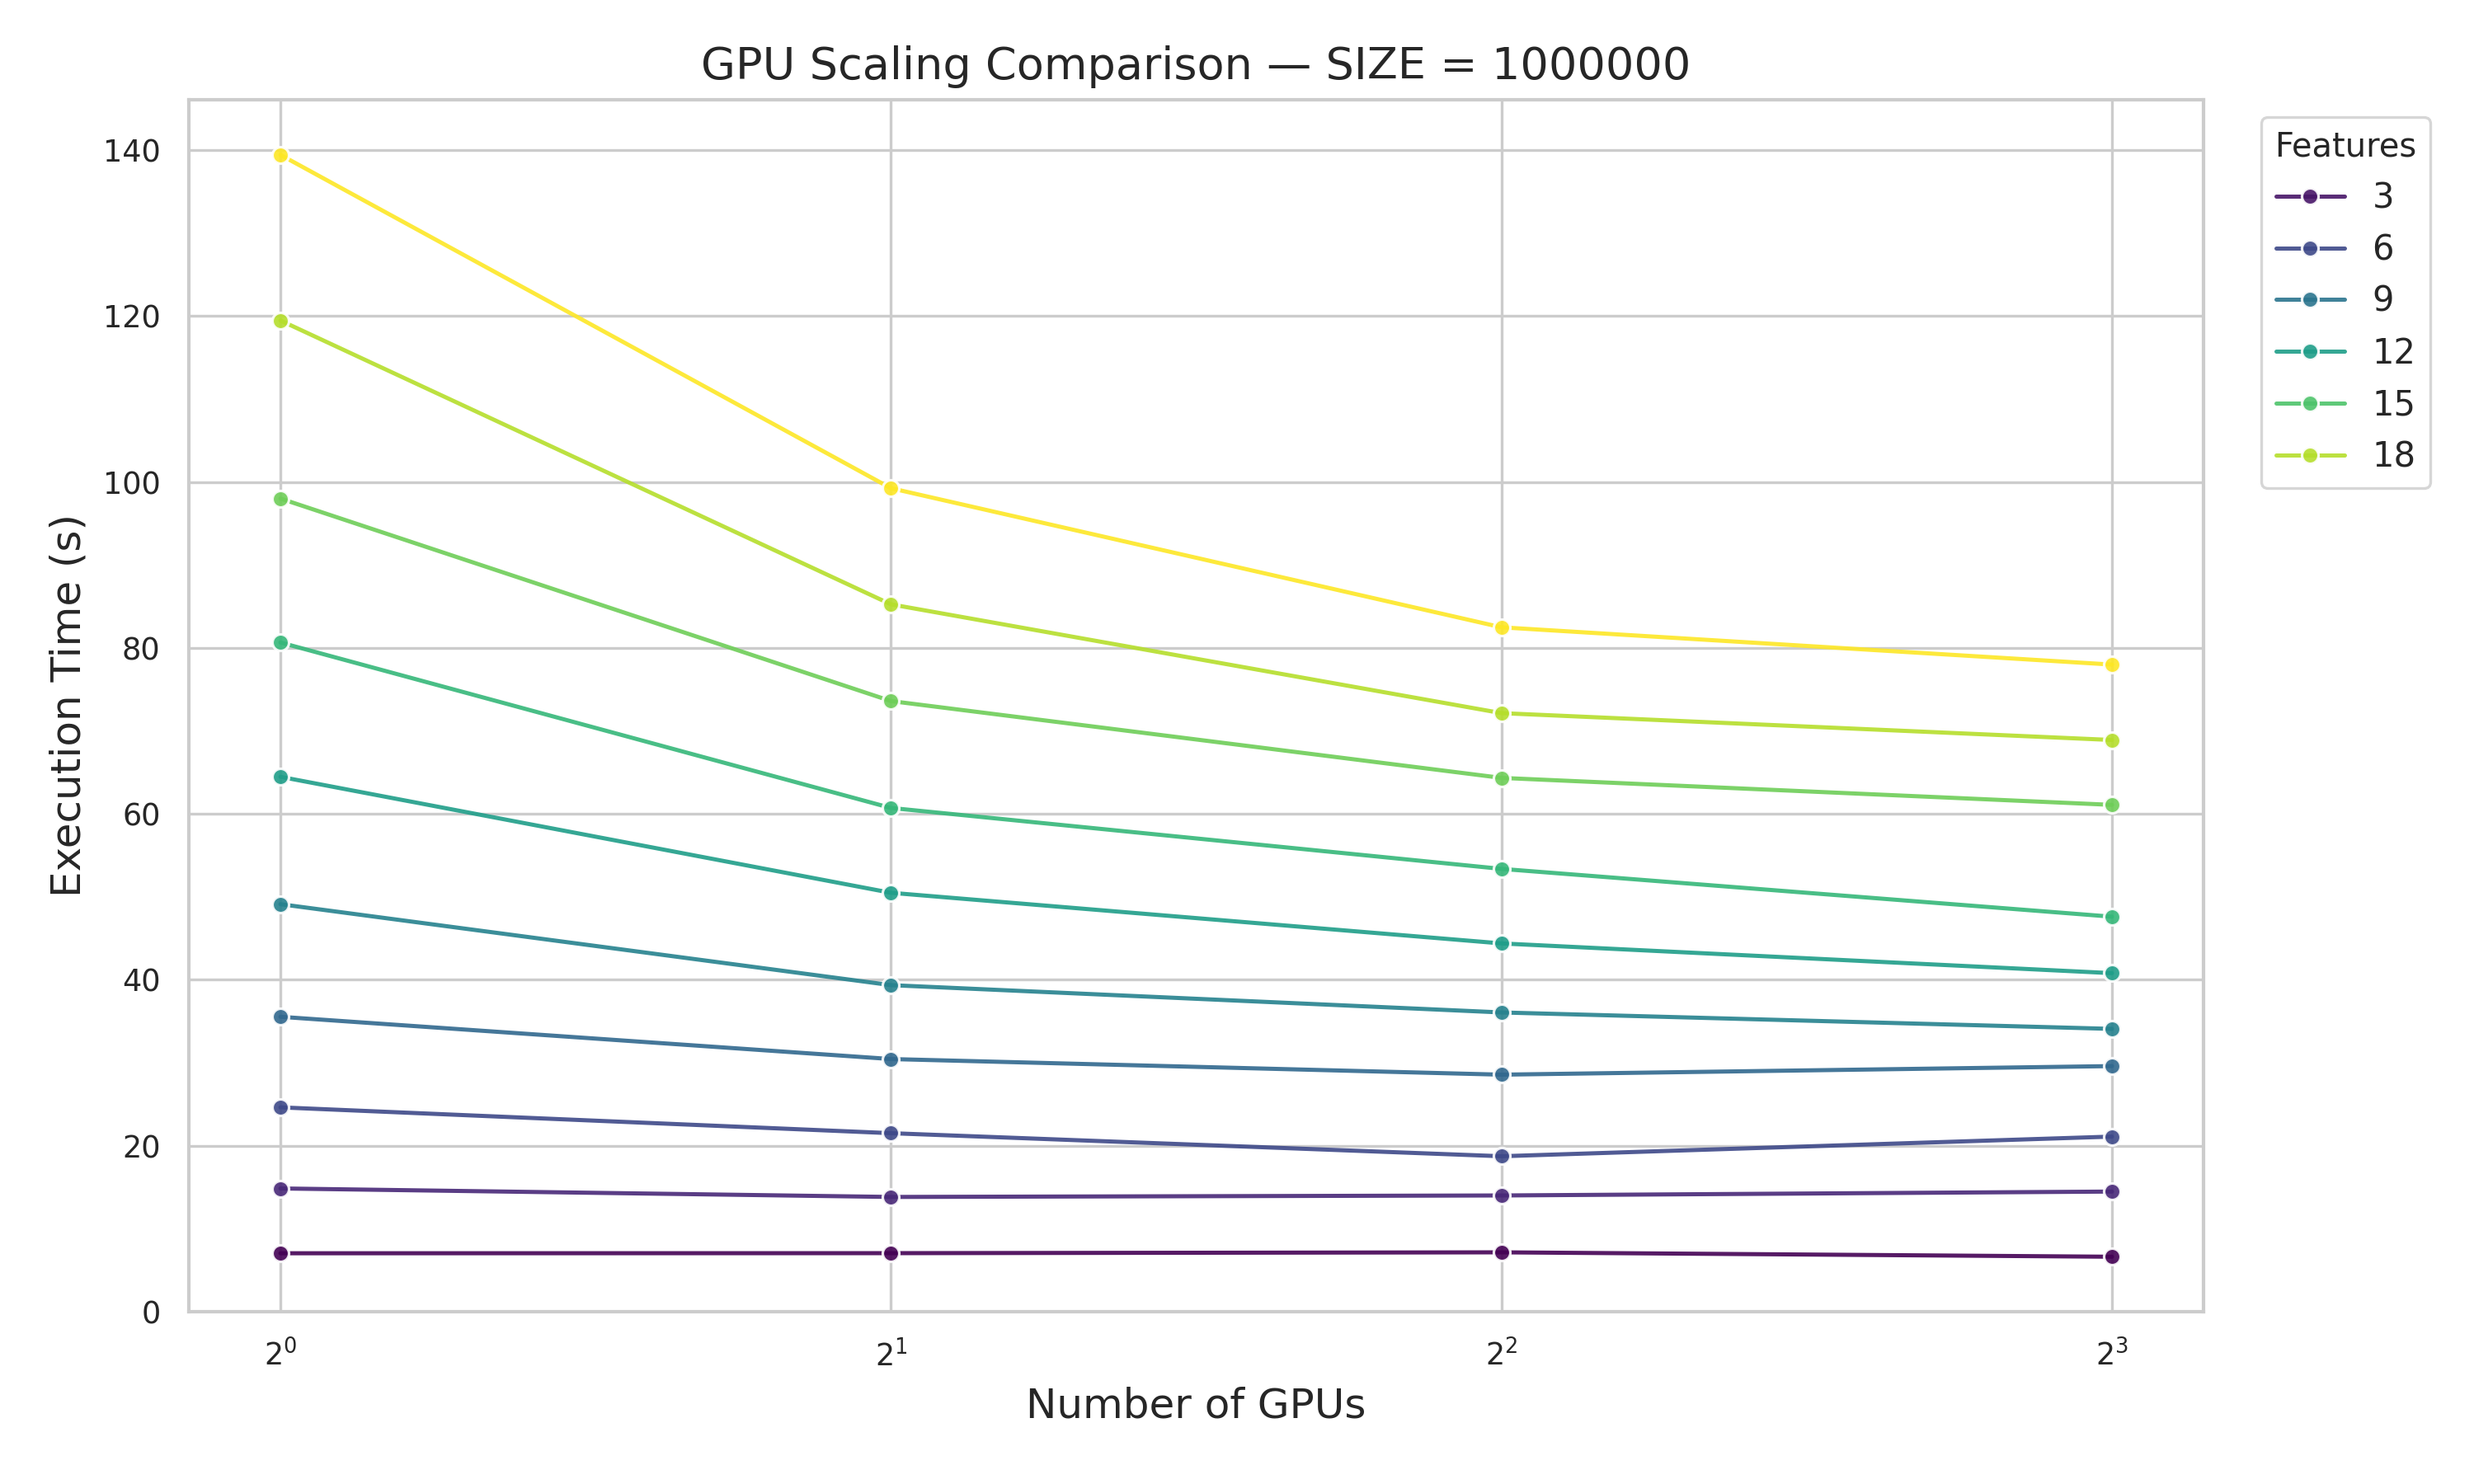 GPU Scaling Comparison — SIZE = 1000000
140
120
100
80
60
40
20
0
Execution Time (s)
2⁰ 2¹ 2² 2³
Number of GPUs
Features
3
6
9
12
15
18